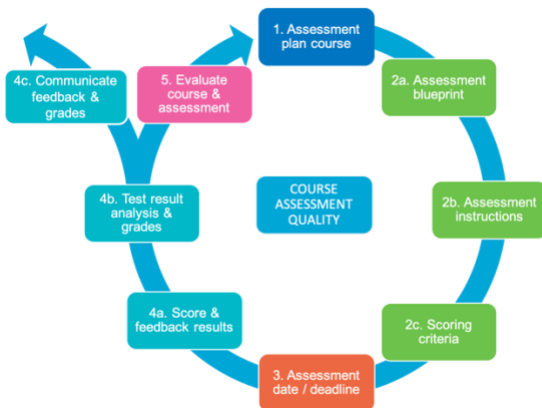 1. Assessment
plan course
2a. Assessment
blueprint
2b. Assessment
instructions
2c. Scoring
criteria
3. Assessment
date / deadline
4a. Score &
feedback results
4b. Test result
analysis &
grades
4c. Communicate
feedback &
grades
5. Evaluate
course &
assessment
COURSE
ASSESSMENT
QUALITY